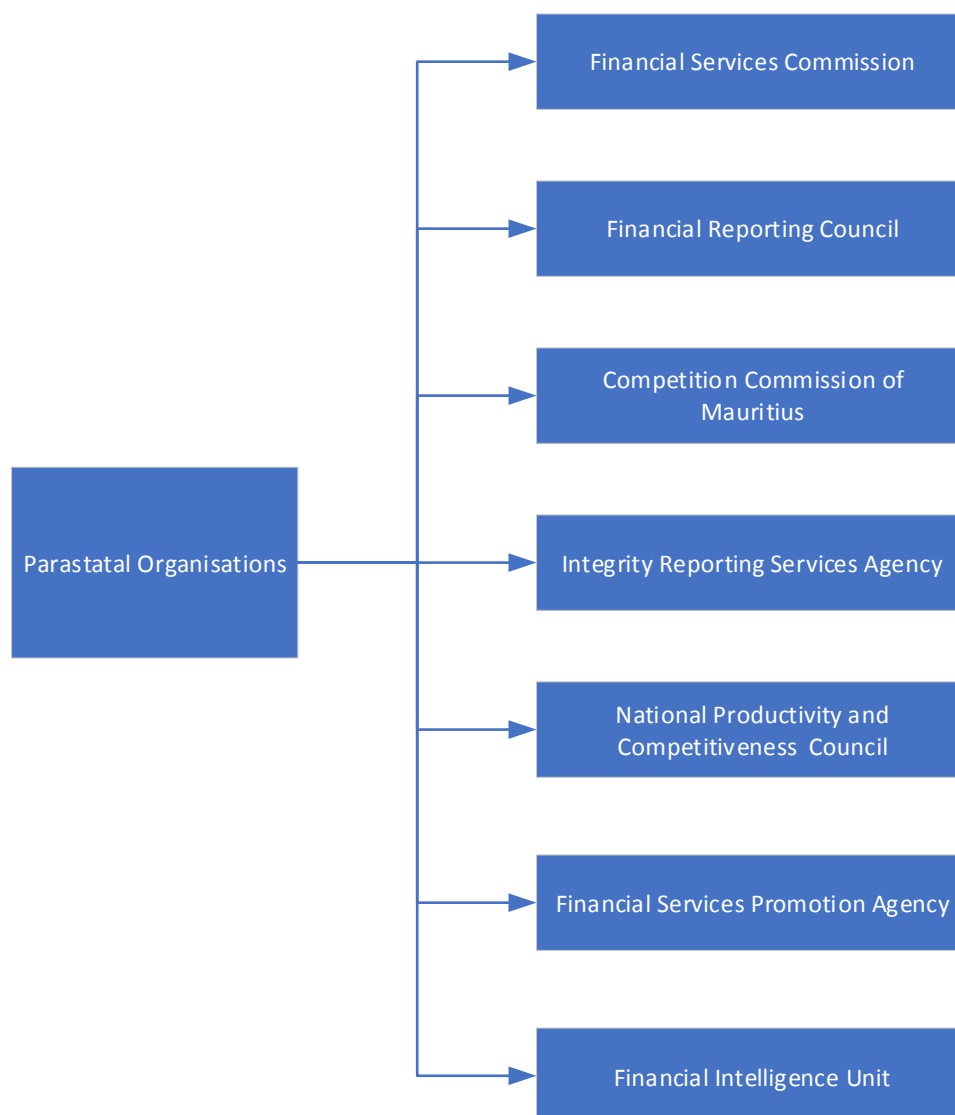 Financial Services Commission
Financial Reporting Council
Competition Commission of
Mauritius
Parastatal Organisations
Integrity Reporting Services Agency
National Productivity and
Competitiveness Council
Financial Services Promotion Agency
Financial Intelligence Unit